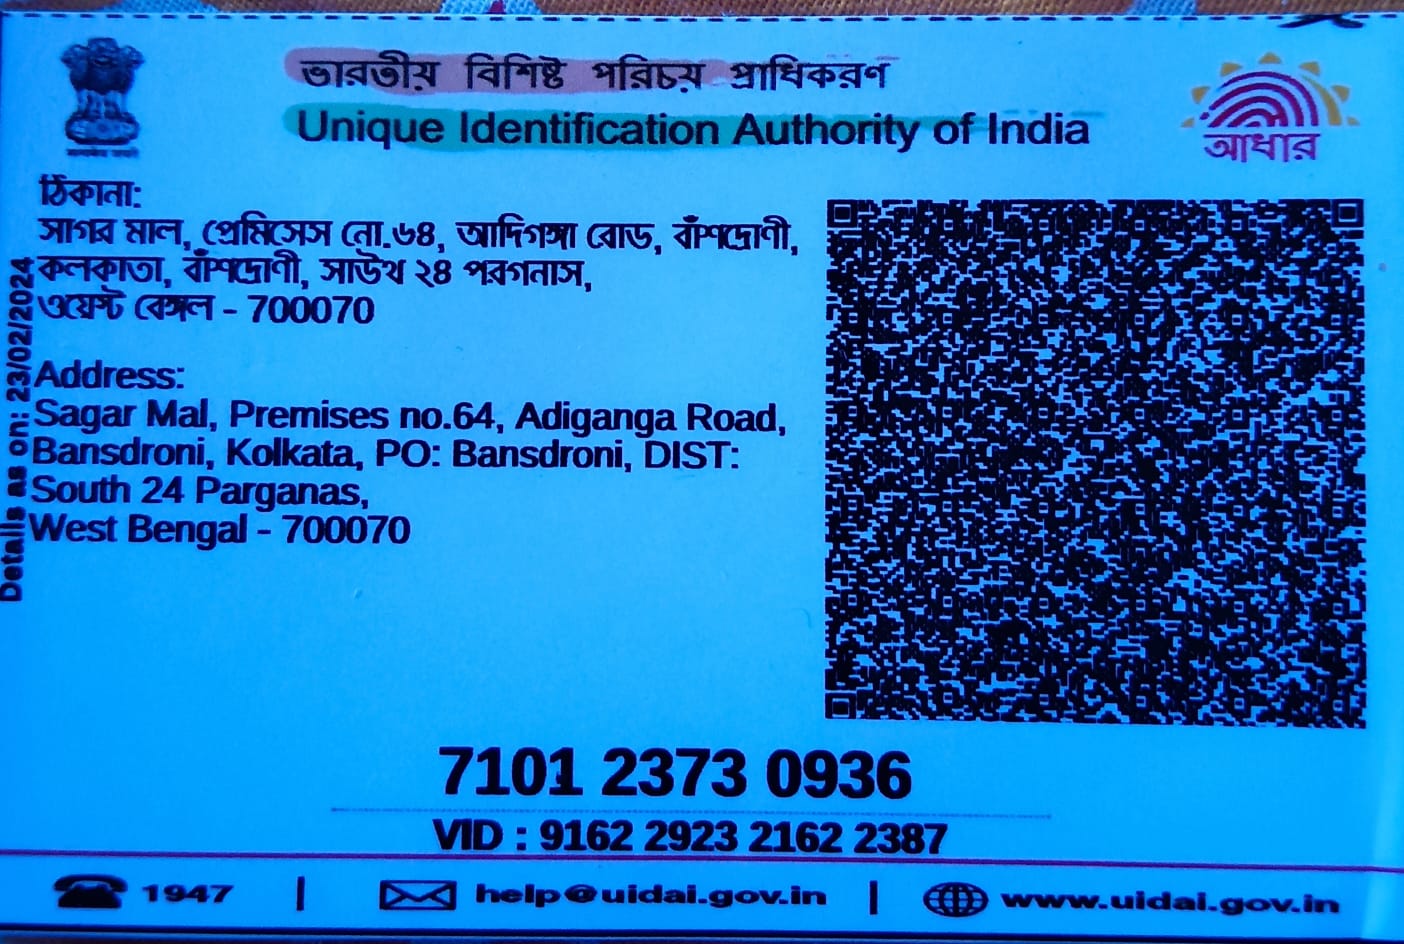 ভারতীয় বিশিষ্ট পরিচয় প্রাধিকরণ
Unique Identification Authority of India
আধার
ঠিকানা:
সাগর মাল, প্রেমিসেস নো.৬৪, আদিগঙ্গা রোড, বাঁশদ্রোণী,
কলকাতা, বাঁশদ্রোণী, সাউথ ২৪ পরগনাস,
ওয়েস্ট বেঙ্গল - 700070
Address:
Sagar Mal, Premises no.64, Adiganga Road,
Bansdroni, Kolkata, PO: Bansdroni, DIST:
South 24 Parganas,
West Bengal - 700070
Details as on: 23/02/2024
7101 2373 0936
VID : 9162 2923 2162 2387
1947 | help@uidai.gov.in | www.uidai.gov.in